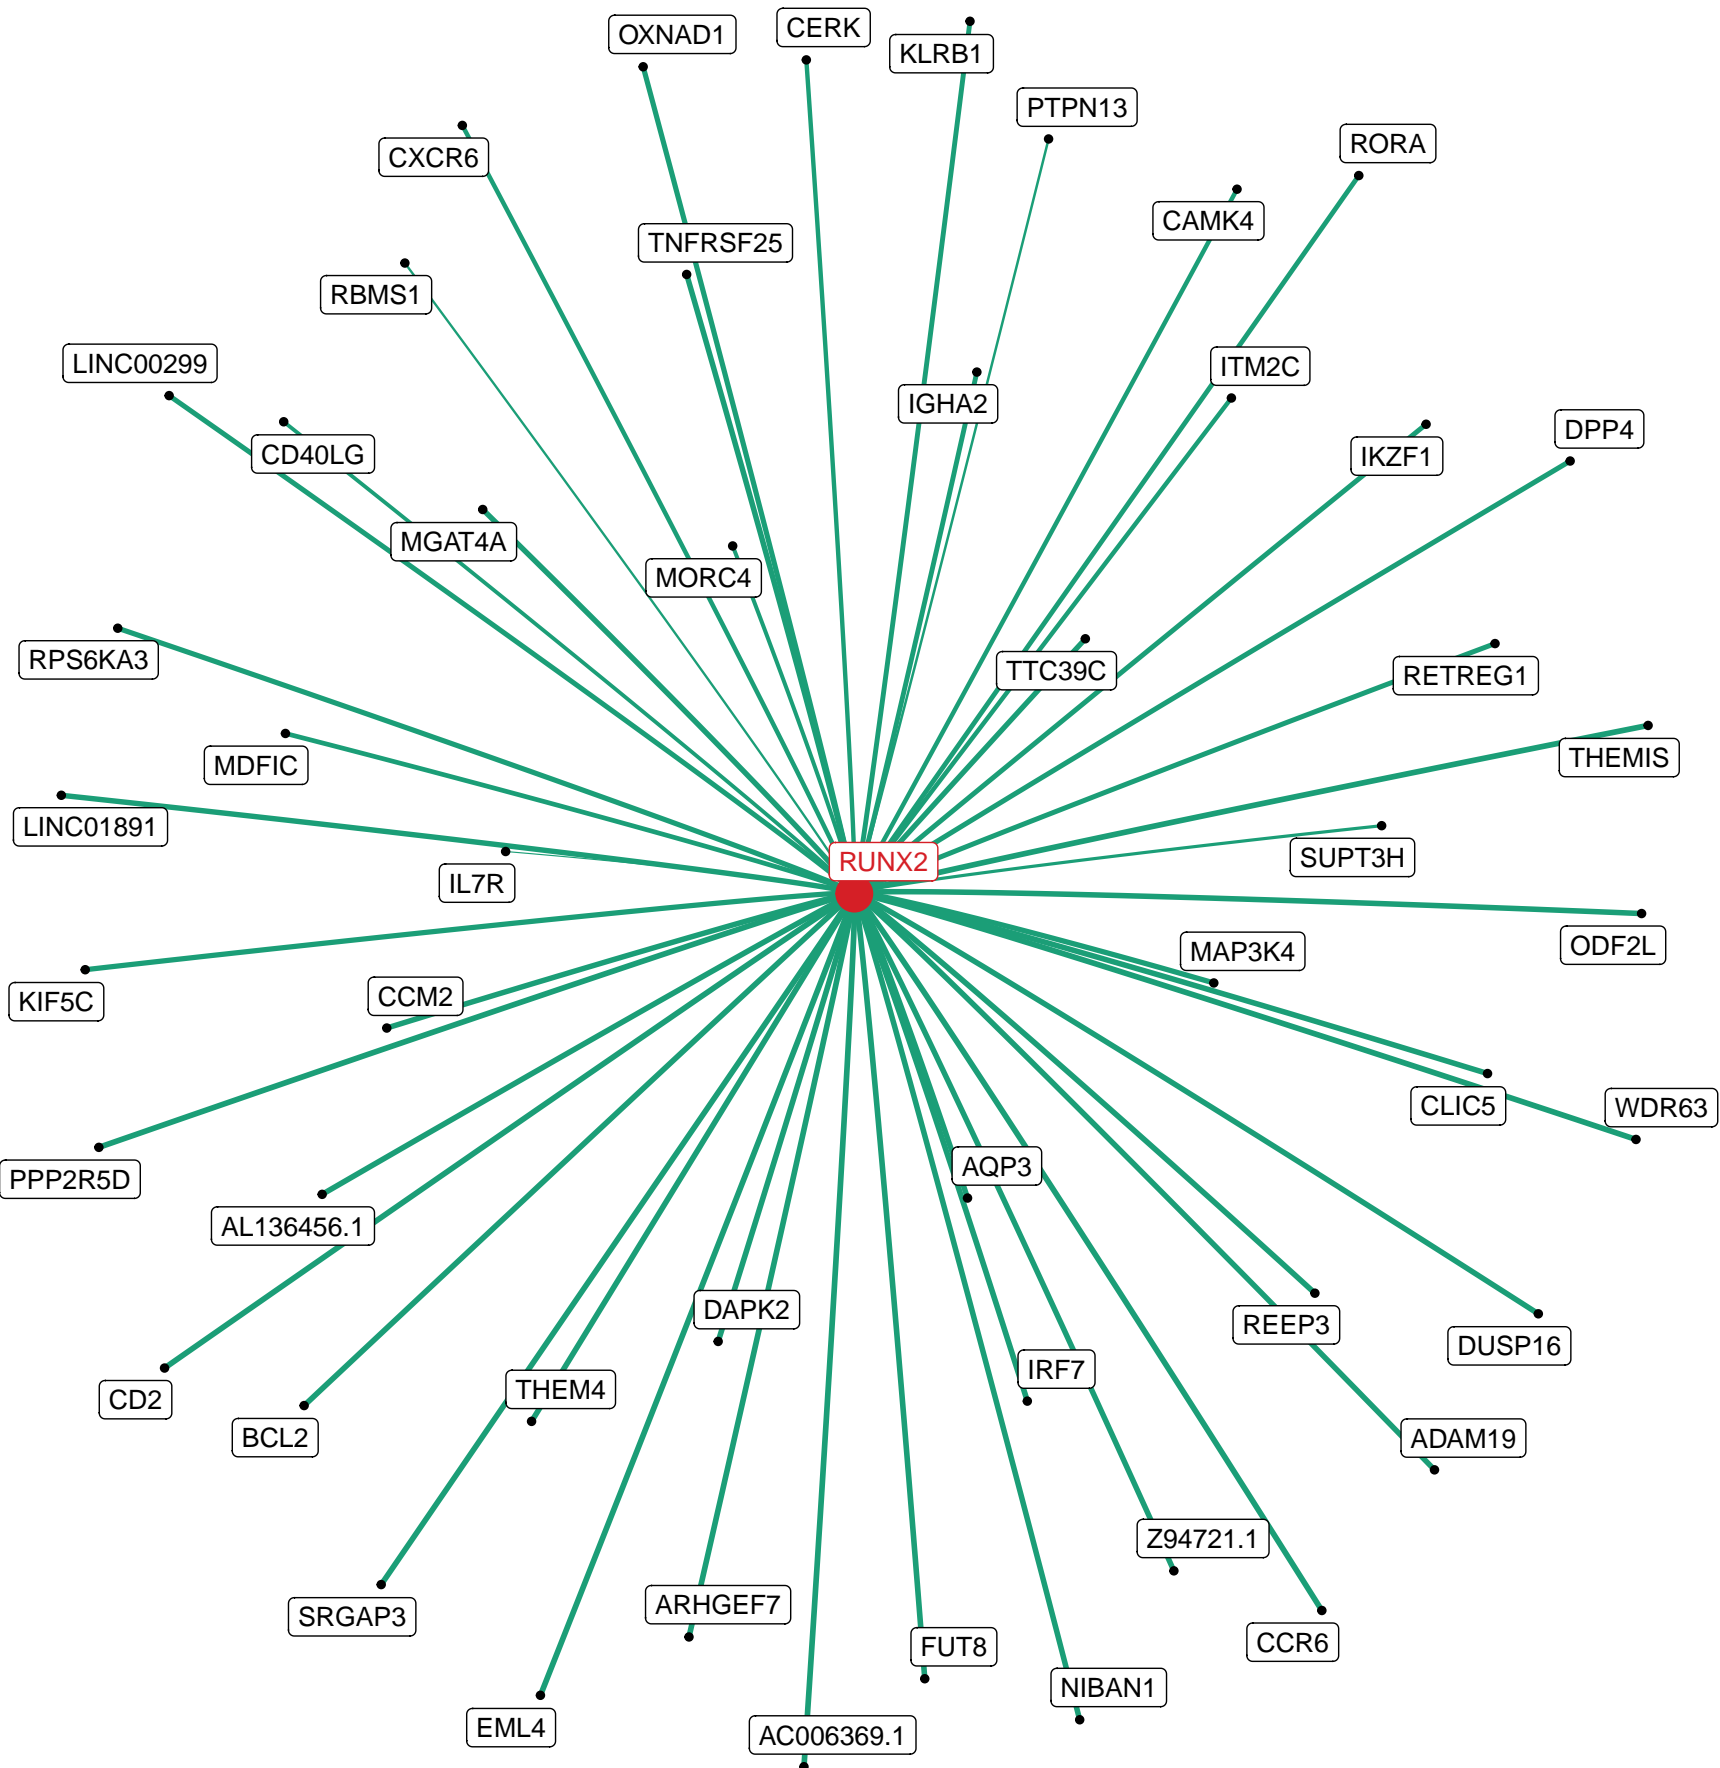 CERK
OXNAD1
KLRB1
PTPN13
RORA
CXCR6
CAMK4
TNFRSF25
RBMS1
LINC00299
ITM2C
IGHA2
DPP4
CD40LG
IKZF1
MGAT4A
MORC4
RPS6KA3
TTC39C
RETREG1
MDFIC
THEMIS
LINC01891
SUPT3H
RUNX2
IL7R
ODF2L
MAP3K4
CCM2
KIF5C
CLIC5
WDR63
AQP3
PPP2R5D
AL136456.1
DAPK2
REEP3
DUSP16
IRF7
THEM4
CD2
BCL2
ADAM19
Z94721.1
ARHGEF7
SRGAP3
CCR6
FUT8
NIBAN1
EML4
AC006369.1